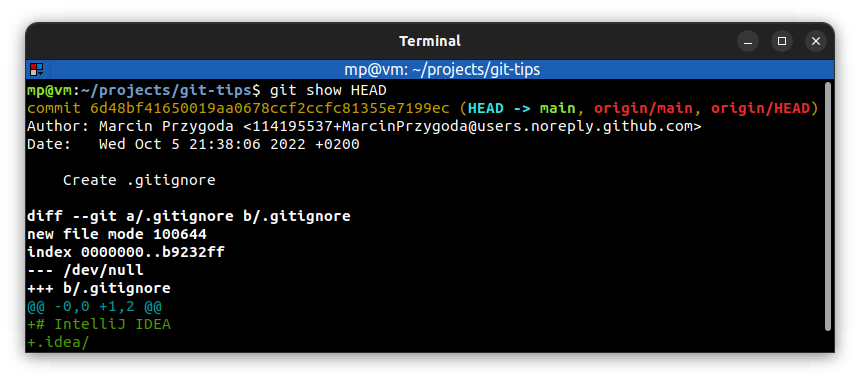 Terminal
mp@vm: ~/projects/git-tips
mp@vm:~/projects/git-tips$ git show HEAD
commit 6d48bf41650019aa0678ccf2ccfc81355e7199ec (HEAD -> main, origin/main, origin/HEAD)
Author: Marcin Przygoda <114195537+MarcinPrzygoda@users.noreply.github.com>
Date:   Wed Oct 5 21:38:06 2022 +0200
    Create .gitignore
diff --git a/.gitignore b/.gitignore
new file mode 100644
index 0000000..b9232ff
--- /dev/null
+++ b/.gitignore
@@ -0,0 +1,2 @@
+# IntelliJ IDEA
+.idea/